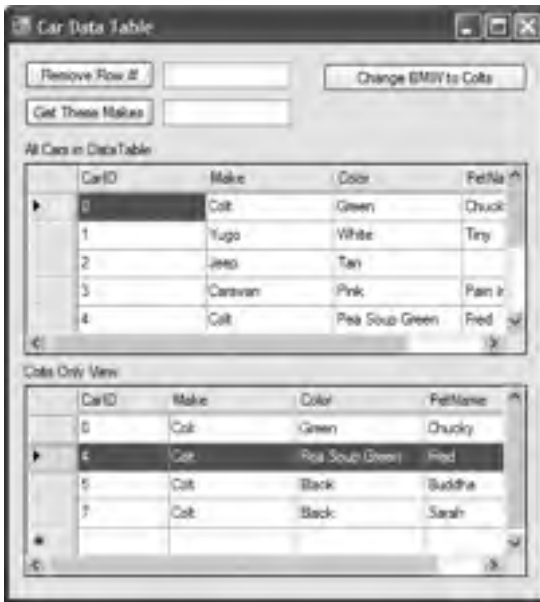 Car Data Table
Remove Row #
Change BMW to Colts
Get These Makes
All Cars in DataTable
CarID Make Color PetNa
0 Colt Green Chuck
1 Yugo White Tiny
2 Jeep Tan
3 Caravan Pink Pain
4 Colt Pea Soup Green Fred
Colts Only View
CarID Make Color PetName
0 Colt Green Chucky
4 Colt Pea Soup Green Fred
5 Colt Black Buddha
7 Colt Black Sarah